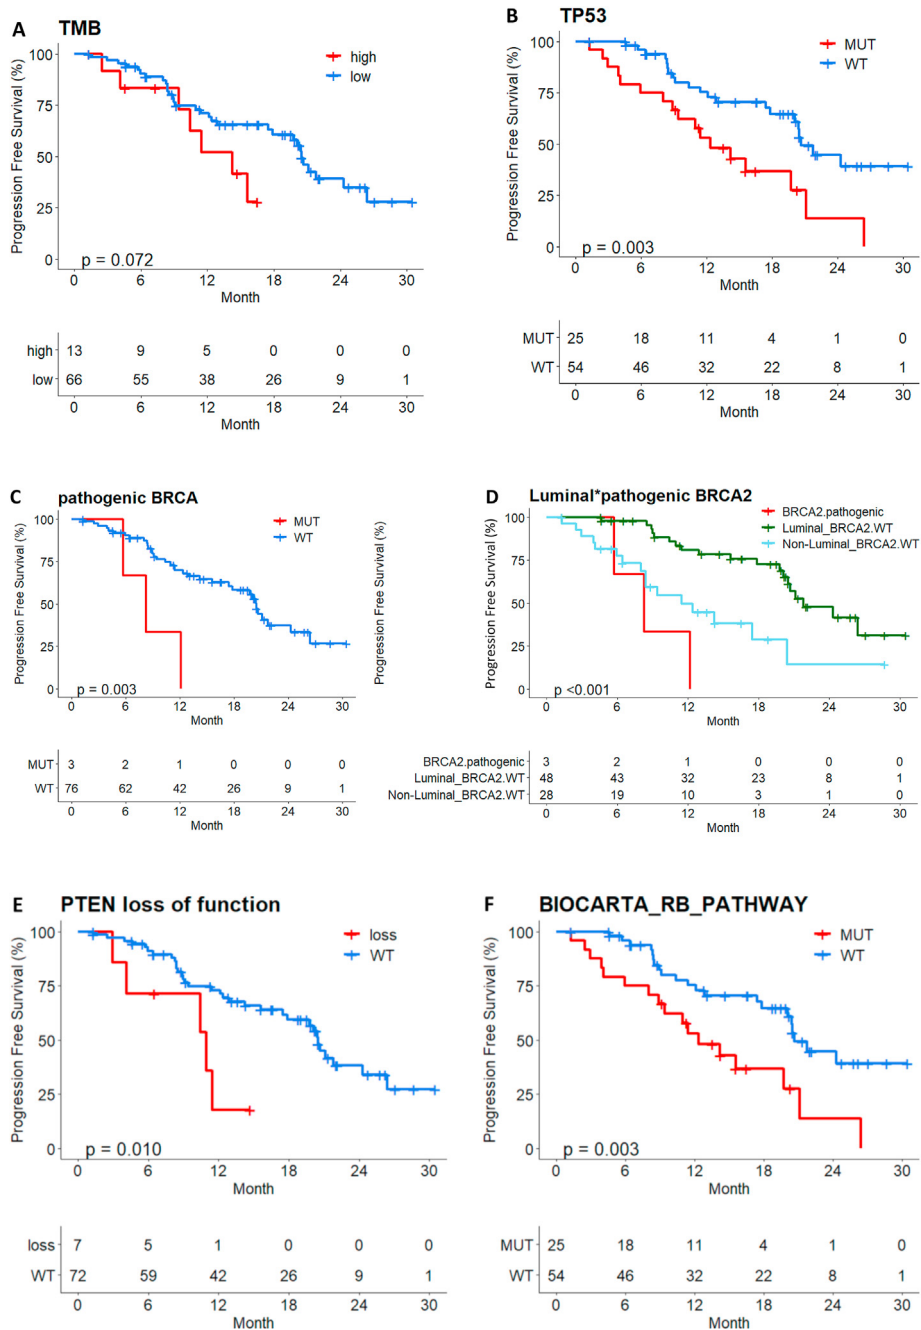 A TMB
Progression Free Survival (%)
high
low
100
75
50
25
0
p = 0.072
0 6 12 18 24 30
Month
high 13 9 5 0 0 0
low 66 55 38 26 9 1
0 6 12 18 24 30
Month
B TP53
Progression Free Survival (%)
MUT
WT
100
75
50
25
0
p = 0.003
0 6 12 18 24 30
Month
MUT 25 18 11 4 1 0
WT 54 46 32 22 8 1
0 6 12 18 24 30
Month
C pathogenic BRCA
Progression Free Survival (%)
MUT
WT
100
75
50
25
0
p = 0.003
0 6 12 18 24 30
Month
MUT 3 2 1 0 0 0
WT 76 62 42 26 9 1
0 6 12 18 24 30
Month
Progression Free Survival (%)
D Luminal*pathogenic BRCA2
Progression Free Survival (%)
BRCA2.pathogenic
Luminal_BRCA2.WT
Non-Luminal_BRCA2.WT
100
75
50
25
0
p <0.001
0 6 12 18 24 30
Month
BRCA2.pathogenic 3 2 1 0 0 0
Luminal_BRCA2.WT 48 43 32 23 8 1
Non-Luminal_BRCA2.WT 28 19 10 3 1 0
0 6 12 18 24 30
Month
E PTEN loss of function
Progression Free Survival (%)
loss
WT
100
75
50
25
0
p = 0.010
0 6 12 18 24 30
Month
loss 7 5 1 0 0 0
WT 72 59 42 26 9 1
0 6 12 18 24 30
Month
F BIOCARTA_RB_PATHWAY
Progression Free Survival (%)
MUT
WT
100
75
50
25
0
p = 0.003
0 6 12 18 24 30
Month
MUT 25 18 11 4 1 0
WT 54 46 32 22 8 1
0 6 12 18 24 30
Month